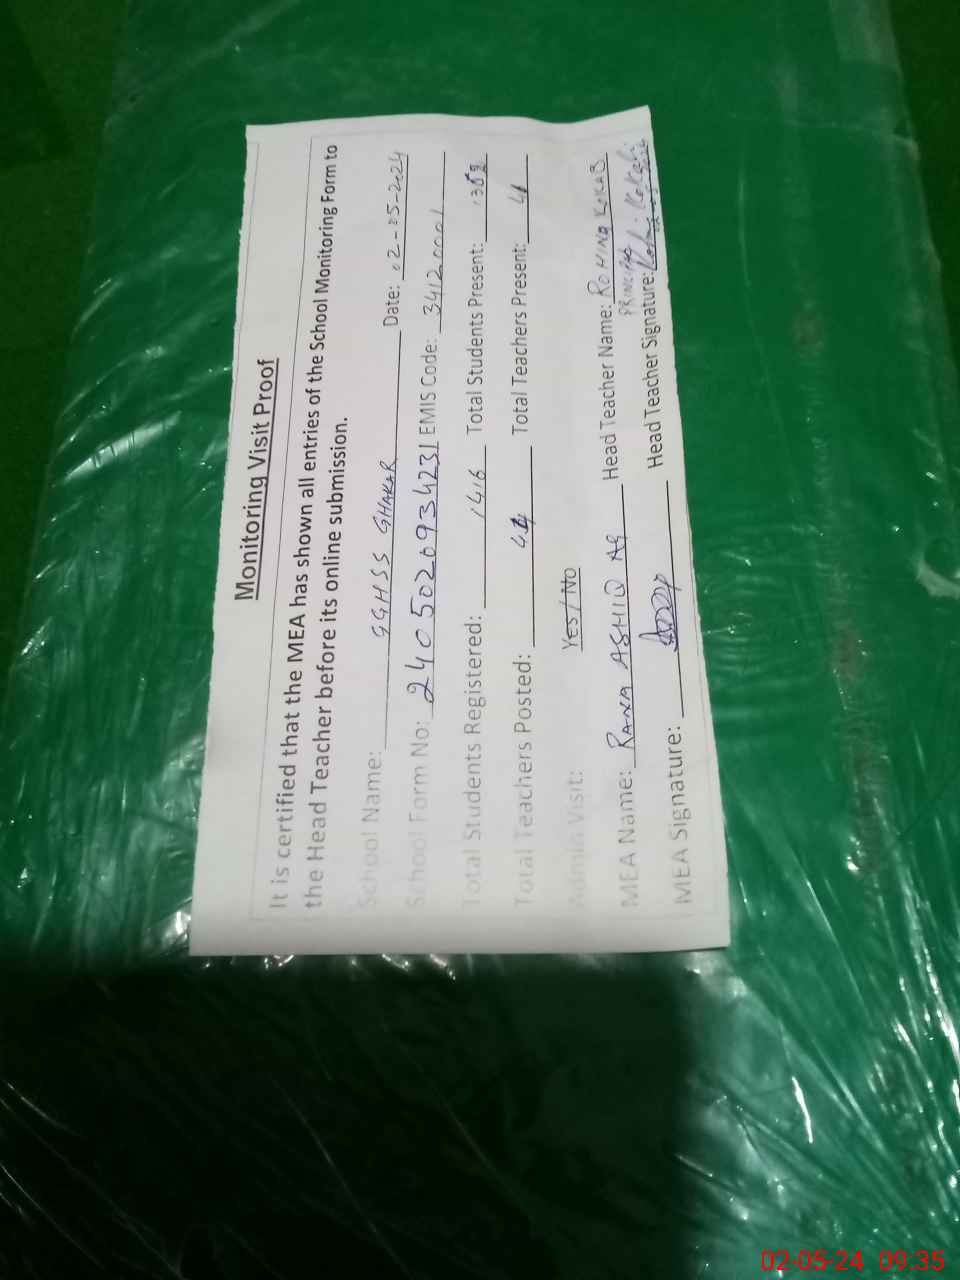 Monitoring Visit Proof
It is certified that the MEA has shown all entries of the School Monitoring Form to
the Head Teacher before its online submission.
School Name: GGHSS GHAKAR Date: 02-05-2024
School Form No: 240502093423 EMIS Code: 34120001
Total Students Registered: 1416 Total Students Present:
Total Teachers Posted: Total Teachers Present: 41
Admin Visit: Yes / No
MEA Name: RANA ASHIQ Head Teacher Name: KOKAB
PRINCIPAL
MEA Signature: Head Teacher Signature:
02-05-24 09:35